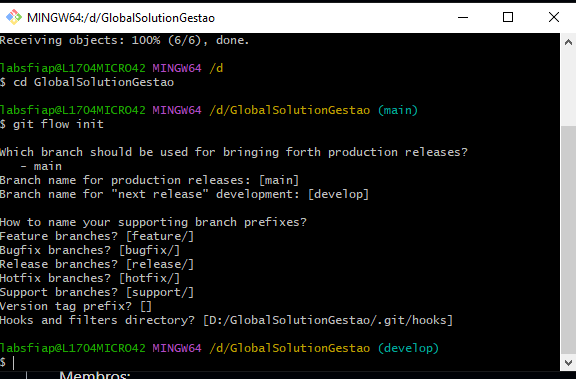 MINGW64:/d/GlobalSolutionGestao
Receiving objects: 100% (6/6), done.
labsfiap@L1704MICRO42 MINGW64 /d
$ cd GlobalSolutionGestao
labsfiap@L1704MICRO42 MINGW64 /d/GlobalSolutionGestao (main)
$ git flow init
Which branch should be used for bringing forth production releases?
- main
Branch name for production releases: [main]
Branch name for "next release" development: [develop]
How to name your supporting branch prefixes?
Feature branches? [feature/]
Bugfix branches? [bugfix/]
Release branches? [release/]
Hotfix branches? [hotfix/]
Support branches? [support/]
Version tag prefix? []
Hooks and filters directory? [D:/GlobalSolutionGestao/.git/hooks]
labsfiap@L1704MICRO42 MINGW64 /d/GlobalSolutionGestao (develop)
$
Membros: